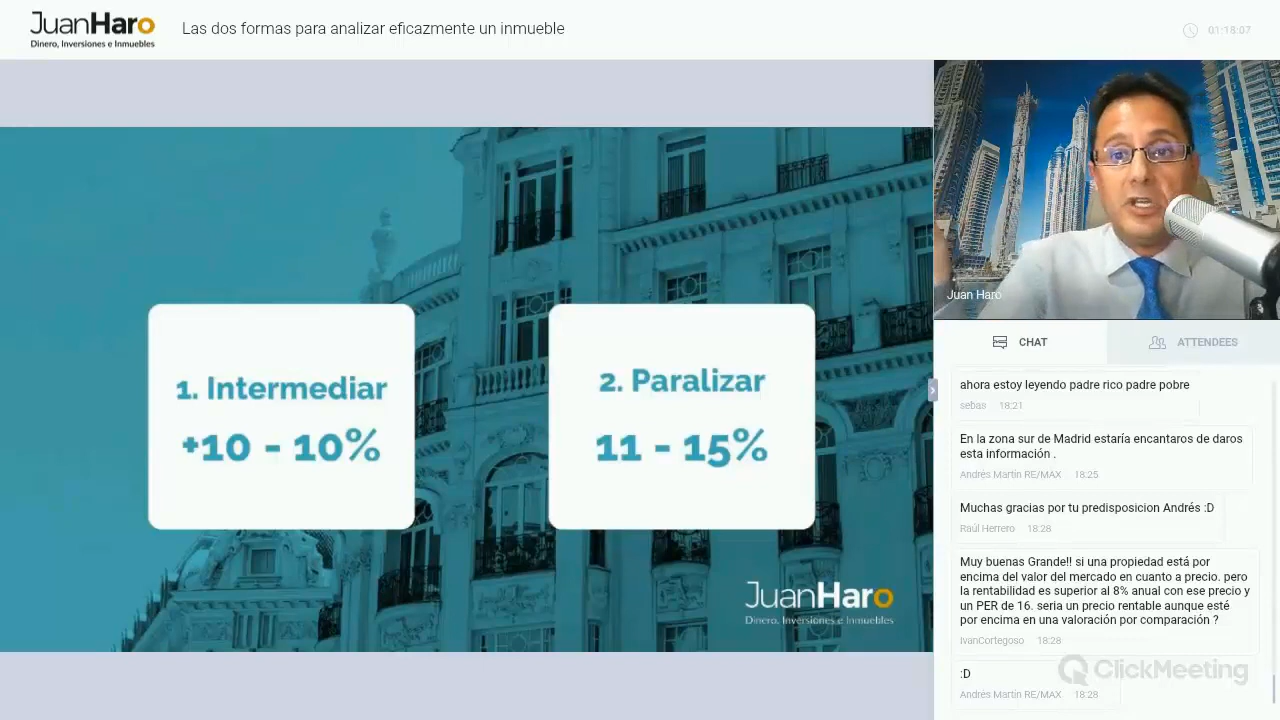 JuanHaro
Dinero, Inversiones e Inmuebles
Las dos formas para analizar eficazmente un inmueble
01:16:07
1. Intermediar
+10 - 10%
2. Paralizar
11 - 15%
JuanHaro
Dinero, Inversiones e Inmuebles
Juan Haro
CHAT
ATTENDEES
ahora estoy leyendo padre rico padre pobre
sebas 18:21
En la zona sur de Madrid estaría encantaros de daros
esta información .
Andrés Martín RE/MAX 18:25
Muchas gracias por tu predisposicion Andrés :D
Raúl Herrero 18:28
Muy buenas Grande!! si una propiedad está por
encima del valor del mercado en cuanto a precio. pero
la rentabilidad es superior al 8% anual con ese precio y
un PER de 16. seria un precio rentable aunque esté
por encima en una valoración por comparación ?
IvanCortegoso 18:28
:D
Andrés Martín RE/MAX 18:28
ClickMeeting